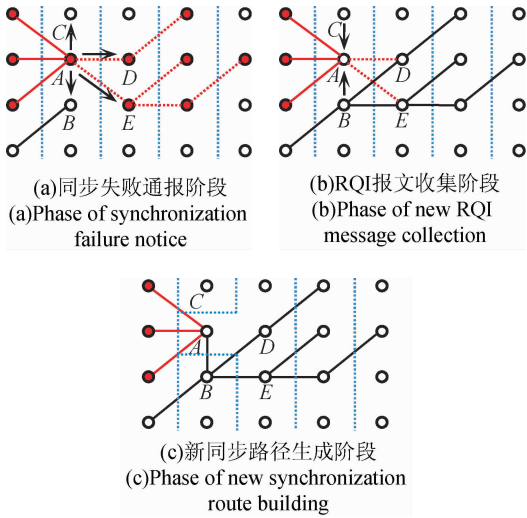 C
A
D
B
E
(a)同步失败通报阶段
(a)Phase of synchronization
failure notice
C
A
D
B
E
(b)RQI报文收集阶段
(b)Phase of new RQI
message collection
C
A
D
B
E
(c)新同步路径生成阶段
(c)Phase of new synchronization
route building